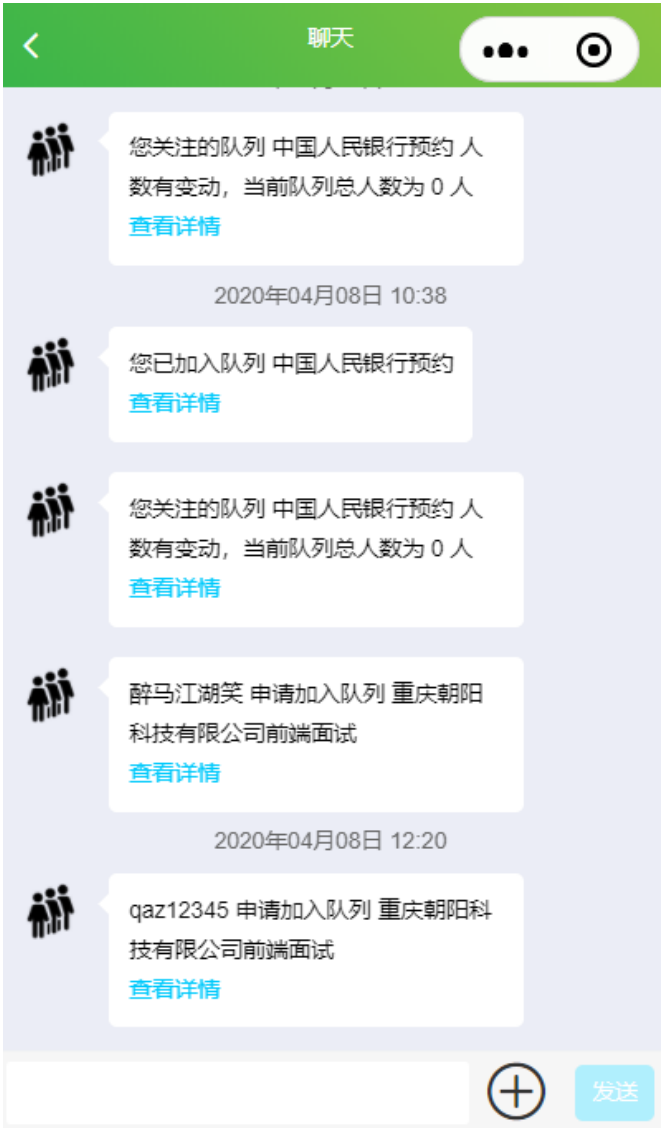 聊天
您关注的队列 中国人民银行预约 人
数有变动，当前队列总人数为 0 人
查看详情
2020年04月08日 10:38
您已加入队列 中国人民银行预约
查看详情
您关注的队列 中国人民银行预约 人
数有变动，当前队列总人数为 0 人
查看详情
醉马江湖笑 申请加入队列 重庆朝阳
科技有限公司前端面试
查看详情
2020年04月08日 12:20
qaz12345 申请加入队列 重庆朝阳科
技有限公司前端面试
查看详情
发送